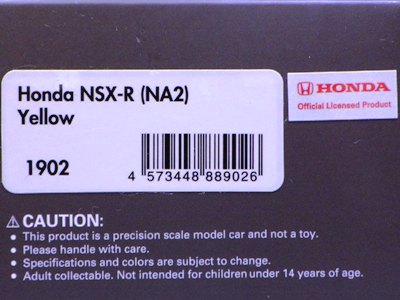 Honda NSX-R (NA2)
Yellow
1902
4 573448 889026
HONDA
Official Licensed Product
⚠CAUTION:
• This product is a precision scale model car and not a toy.
• Please handle with care.
• Specifications and colors are subject to change.
• Adult collectable. Not intended for children under 14 years of age.